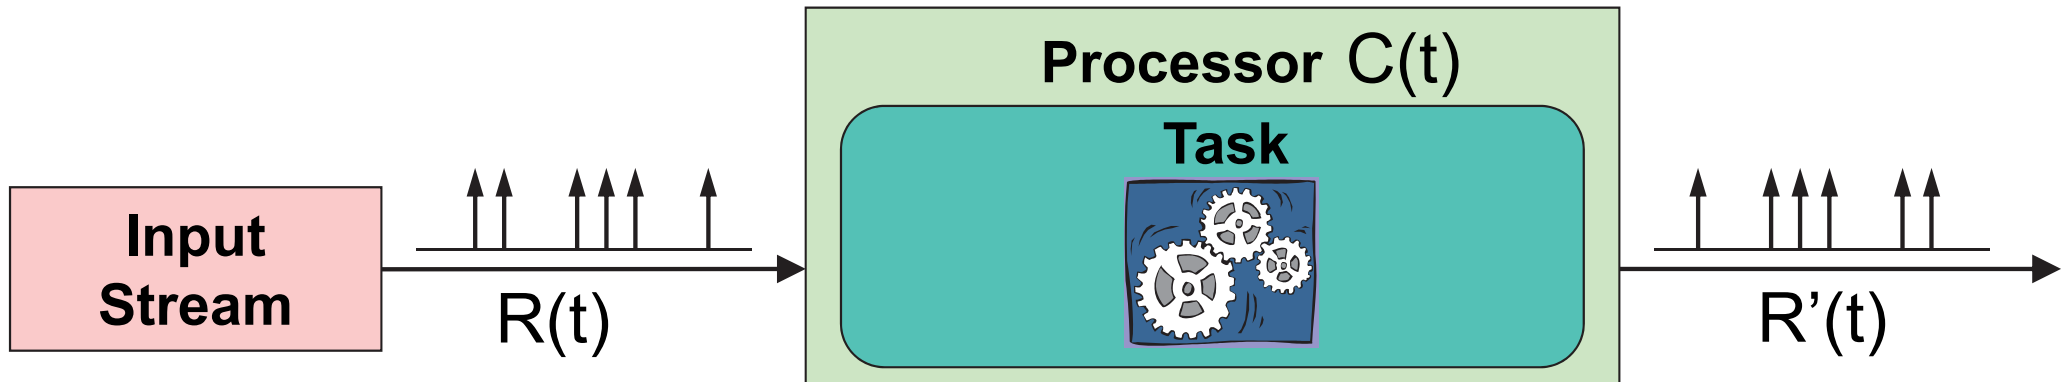 Input
Stream
R(t)
Processor C(t)
Task
R’(t)